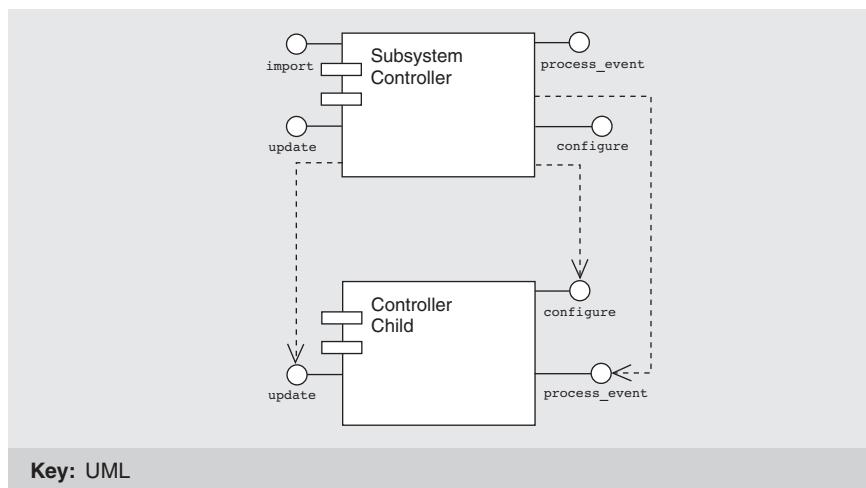 Subsystem
Controller
import
process_event
update
configure
Controller
Child
configure
update
process_event
Key: UML